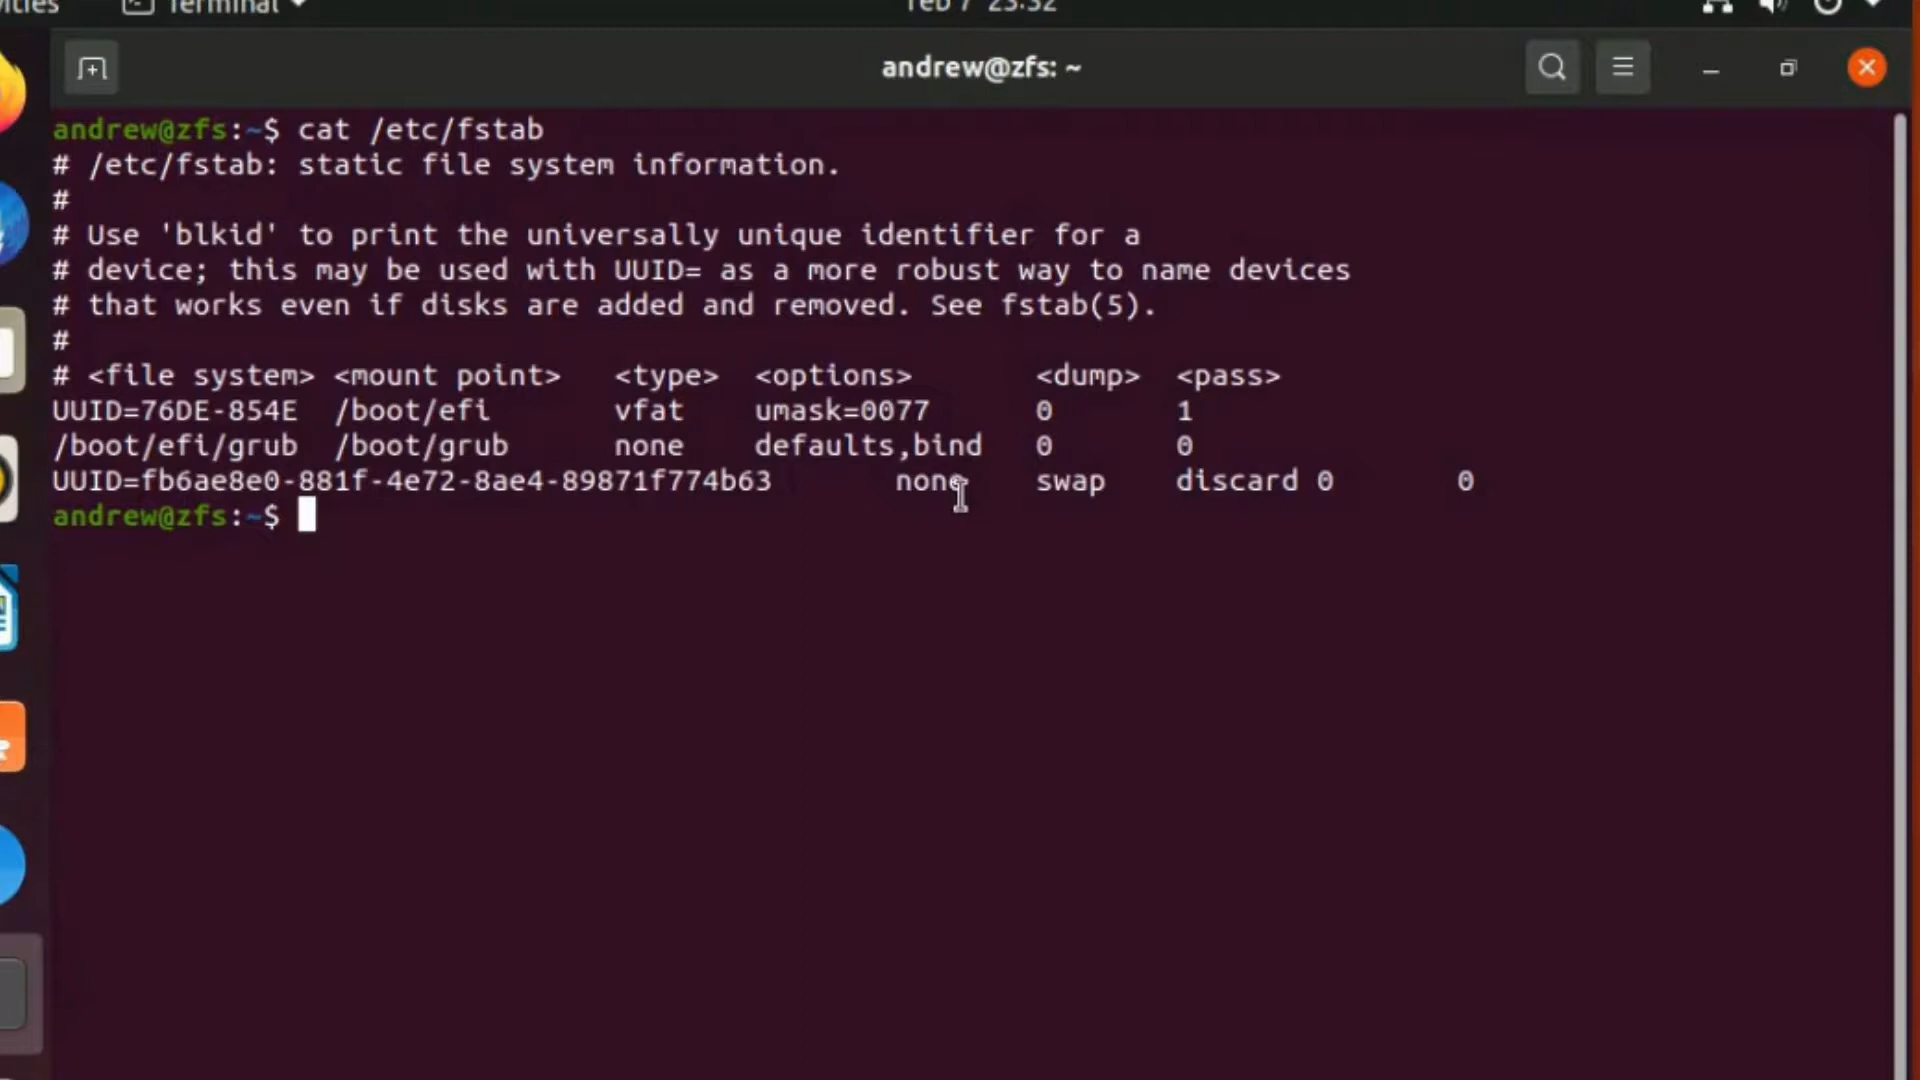 Terminal
Feb 7 23:32
andrew@zfs: ~
andrew@zfs:~$ cat /etc/fstab
# /etc/fstab: static file system information.
#
# Use 'blkid' to print the universally unique identifier for a
# device; this may be used with UUID= as a more robust way to name devices
# that works even if disks are added and removed. See fstab(5).
#
# <file system> <mount point>   <type>  <options>       <dump>  <pass>
UUID=76DE-854E  /boot/efi       vfat    umask=0077      0       1
/boot/efi/grub  /boot/grub      none    defaults,bind   0       0
UUID=fb6ae8e0-881f-4e72-8ae4-89871f774b63       none    swap    discard 0       0
andrew@zfs:~$